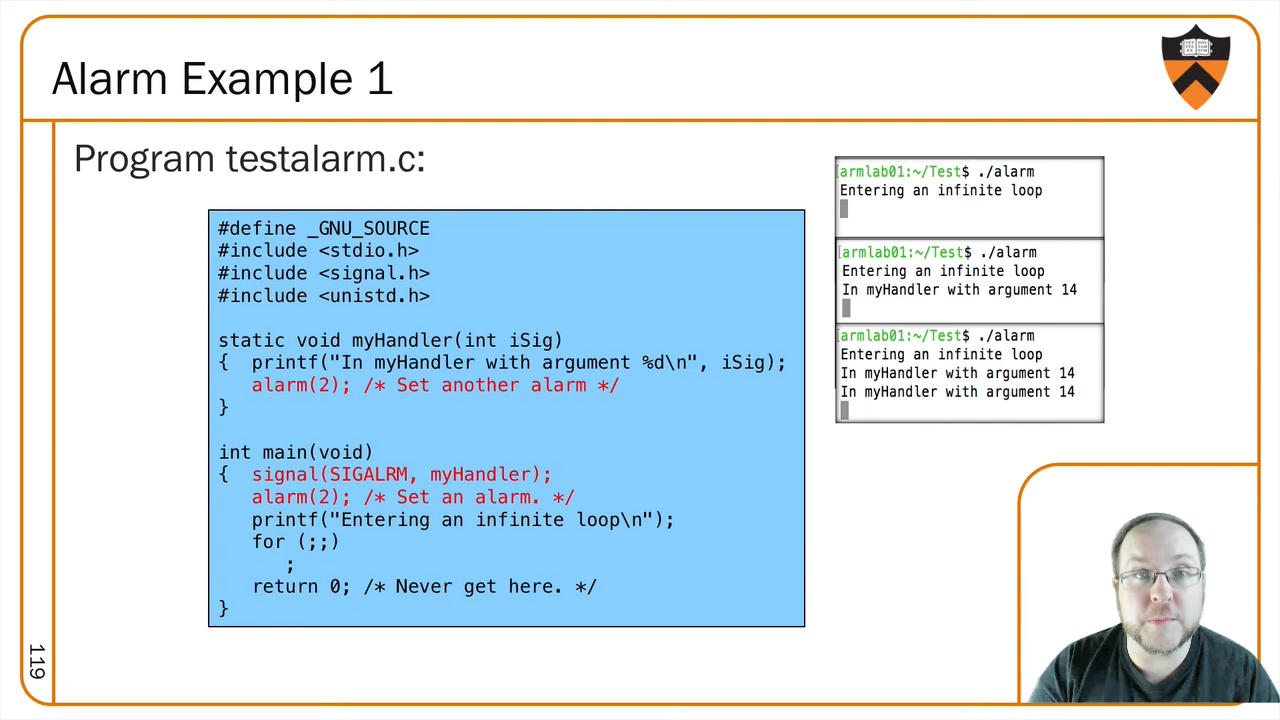 Alarm Example 1
Program testalarm.c:
#define _GNU_SOURCE
#include <stdio.h>
#include <signal.h>
#include <unistd.h>
static void myHandler(int iSig)
{  printf("In myHandler with argument %d\n", iSig);
   alarm(2); /* Set another alarm */
}
int main(void)
{  signal(SIGALRM, myHandler);
   alarm(2); /* Set an alarm. */
   printf("Entering an infinite loop\n");
   for (;;)
      ;
   return 0; /* Never get here. */
}
[armlab01:~/Test$ ./alarm
Entering an infinite loop
[armlab01:~/Test$ ./alarm
Entering an infinite loop
In myHandler with argument 14
[armlab01:~/Test$ ./alarm
Entering an infinite loop
In myHandler with argument 14
In myHandler with argument 14
119